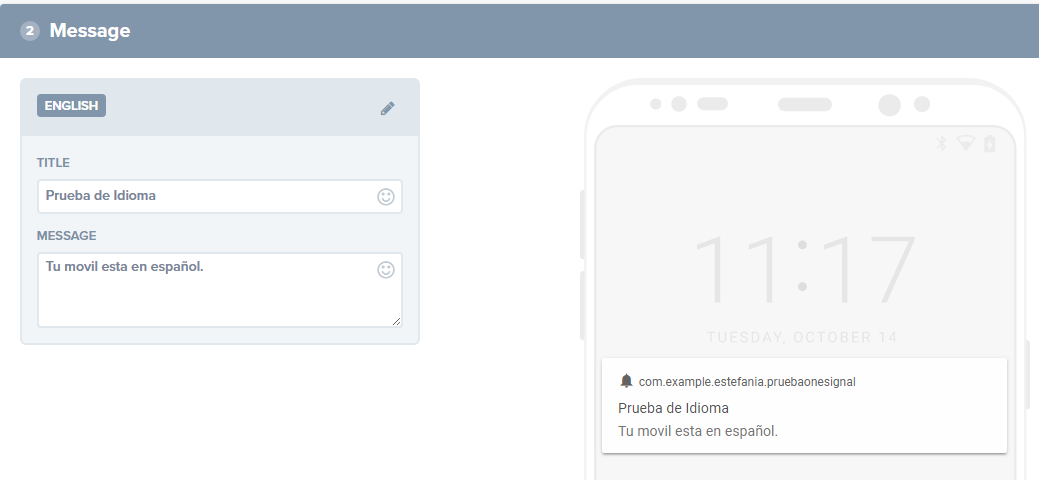 2 Message
ENGLISH
TITLE
Prueba de Idioma
MESSAGE
Tu movil esta en español.
11:17
TUESDAY, OCTOBER 14
com.example.estefania.pruebaonesignal
Prueba de Idioma
Tu movil esta en español.